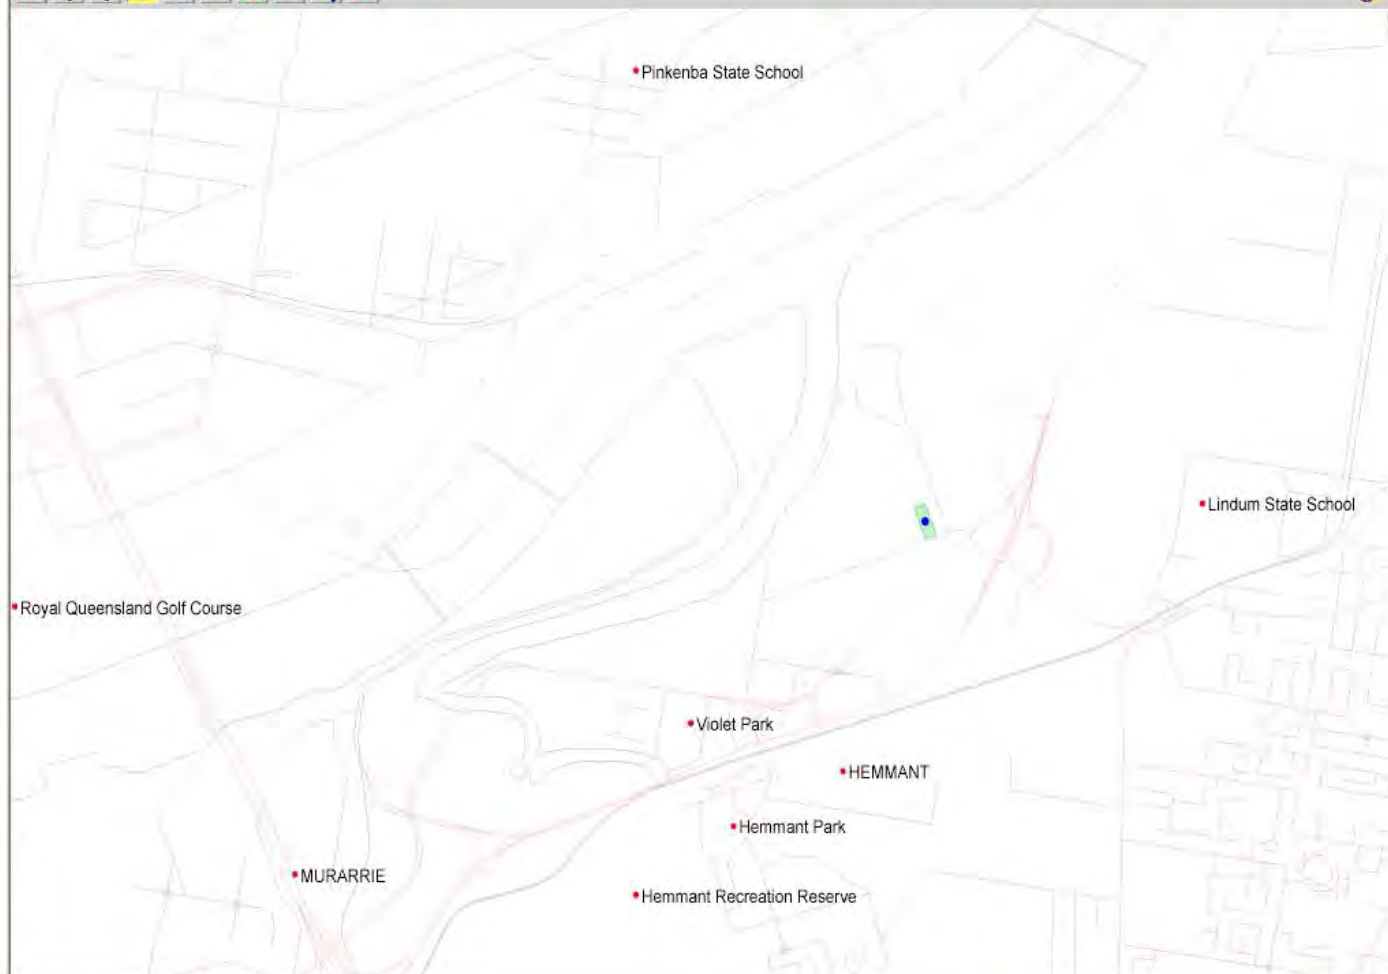 Pinkenba State School
Lindum State School
Royal Queensland Golf Course
Violet Park
HEMMANT
Hemmant Park
MURARRIE
Hemmant Recreation Reserve